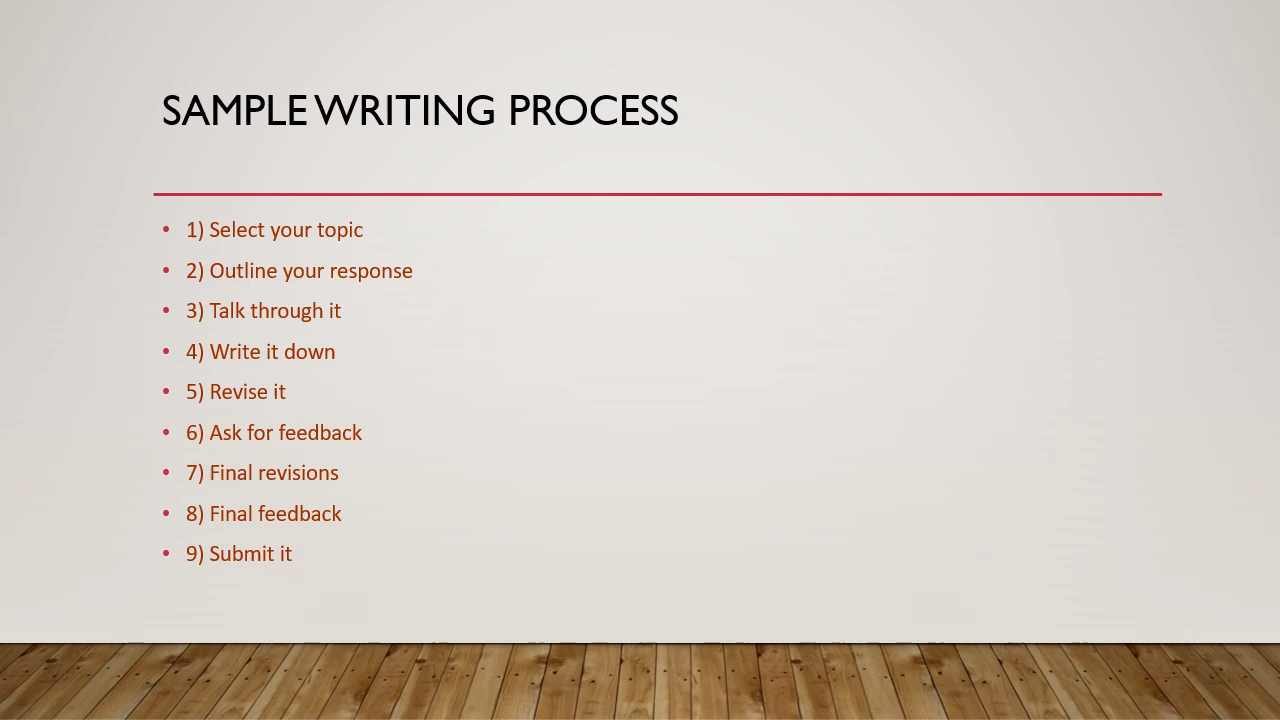 SAMPLE WRITING PROCESS
• 1) Select your topic
• 2) Outline your response
• 3) Talk through it
• 4) Write it down
• 5) Revise it
• 6) Ask for feedback
• 7) Final revisions
• 8) Final feedback
• 9) Submit it